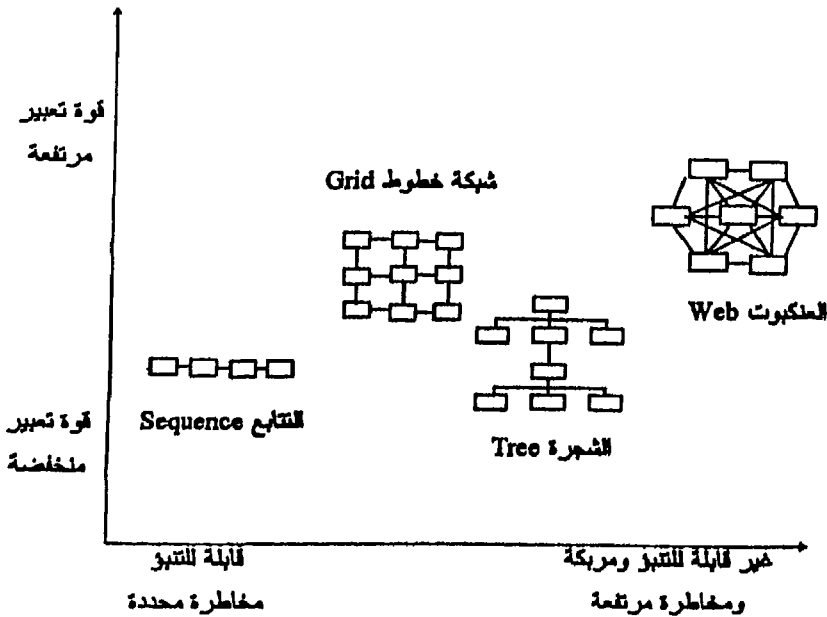 قوة تعبير
مرتفعة
شبكة خطوط Grid
العنكبوت Web
التتابع Sequence
الشجرة Tree
قوة تعبير
منخفضة
قابلة للتنبؤ
مخاطرة محددة
غير قابلة للتنبؤ ومربكة
ومخاطرة مرتفعة